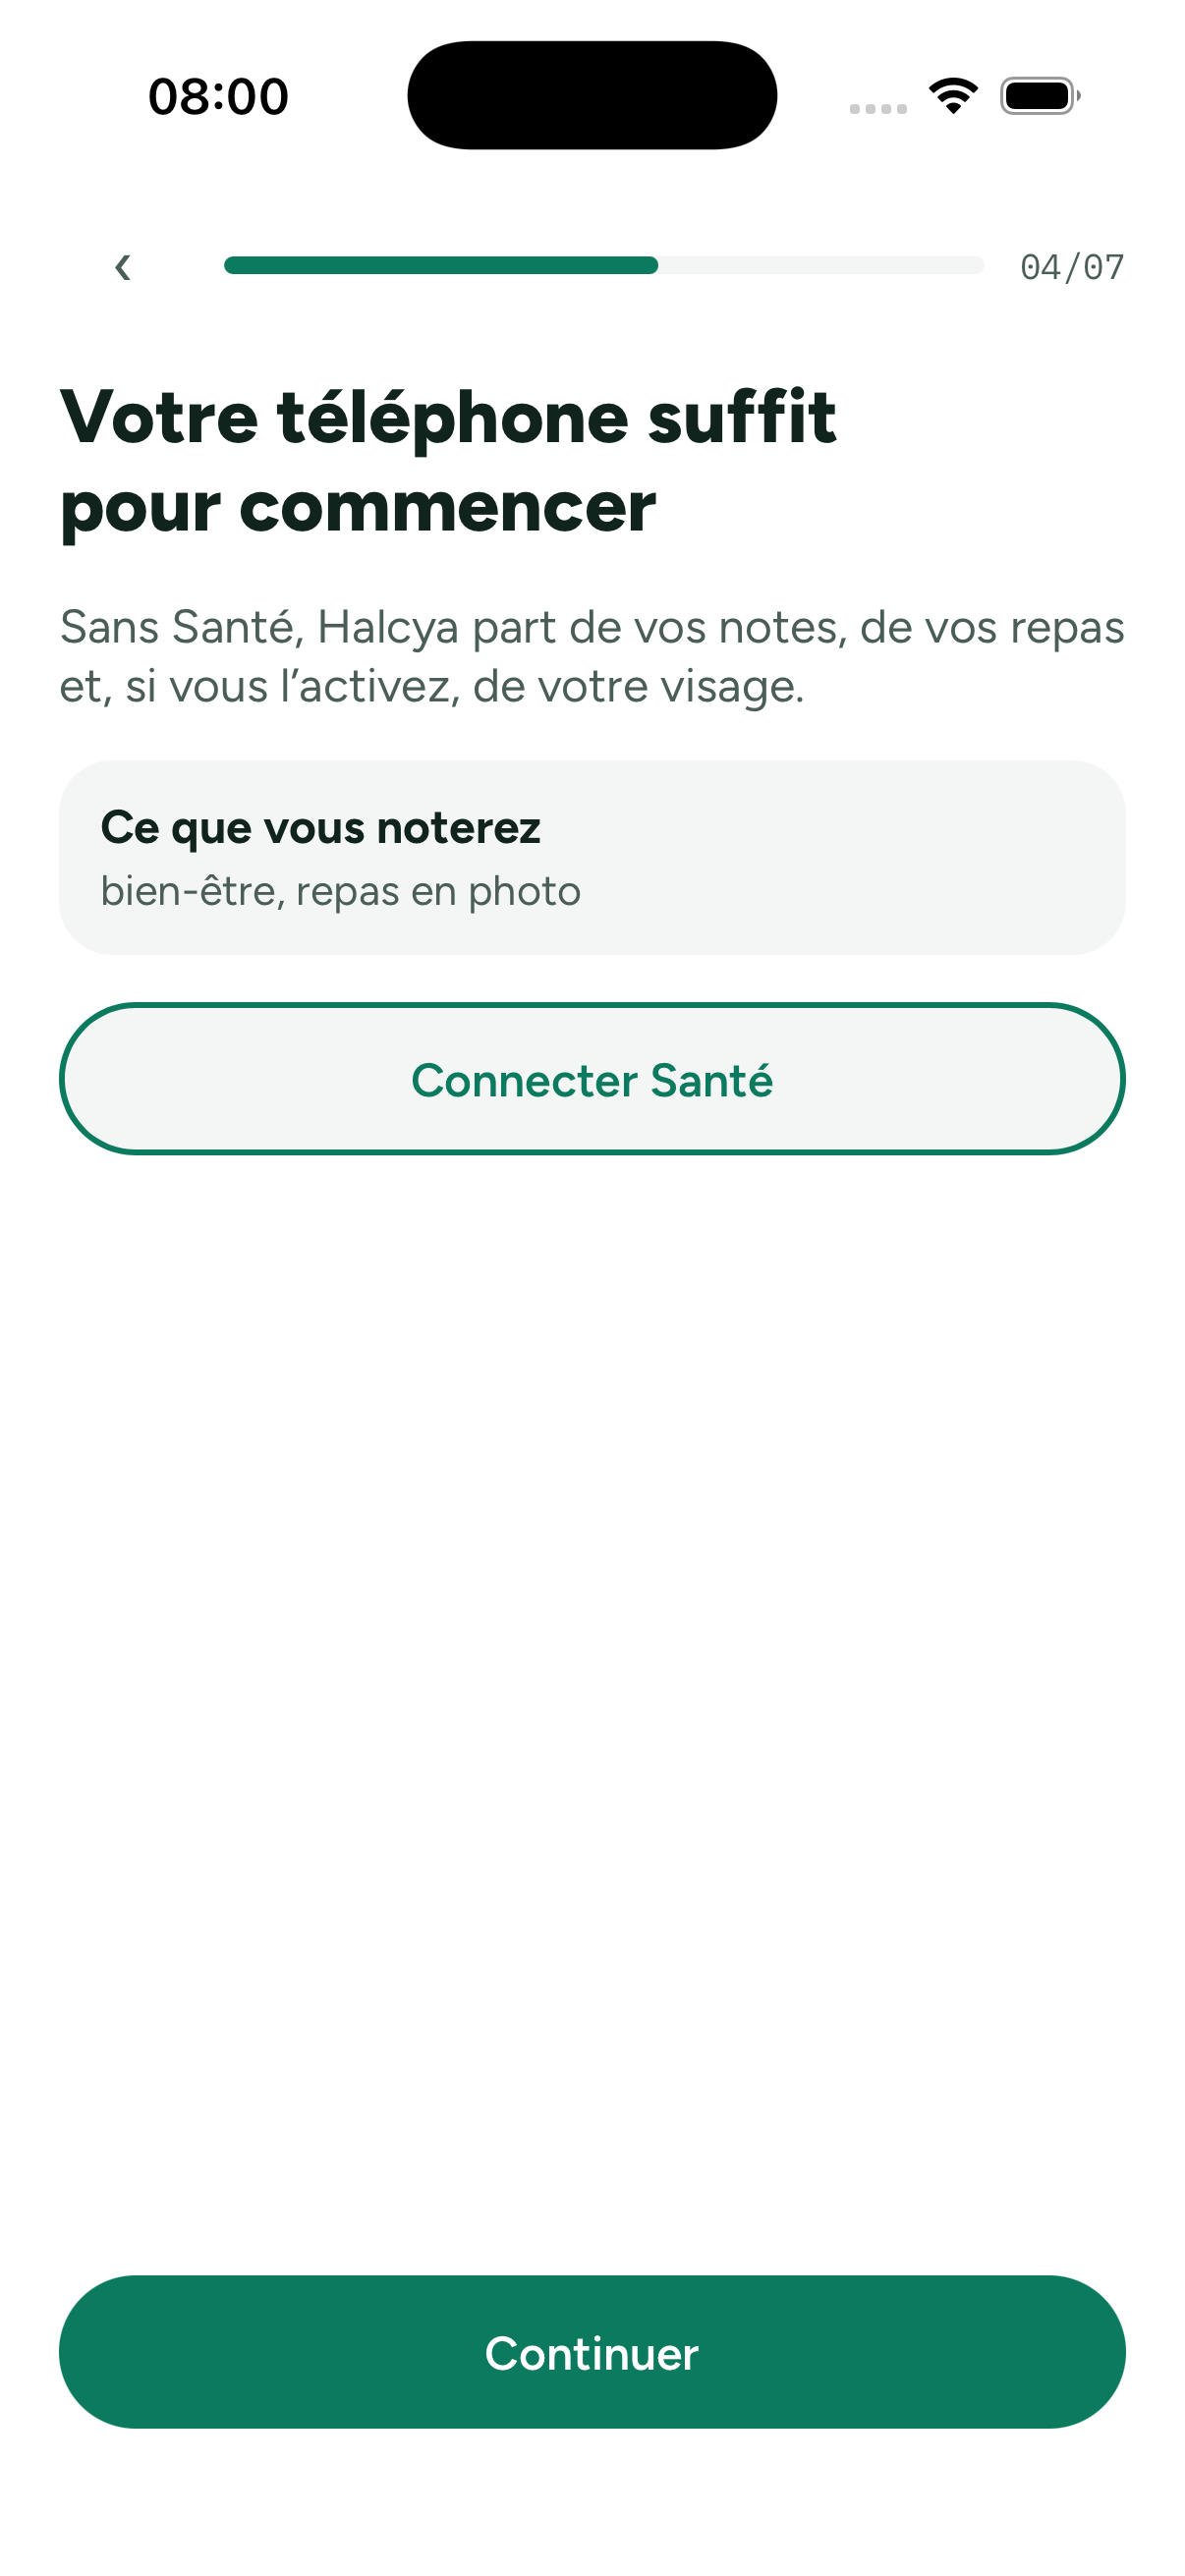 08:00
‹
04/07
Votre téléphone suffit
pour commencer
Sans Santé, Halcya part de vos notes, de vos repas
et, si vous l’activez, de votre visage.
Ce que vous noterez
bien-être, repas en photo
Connecter Santé
Continuer